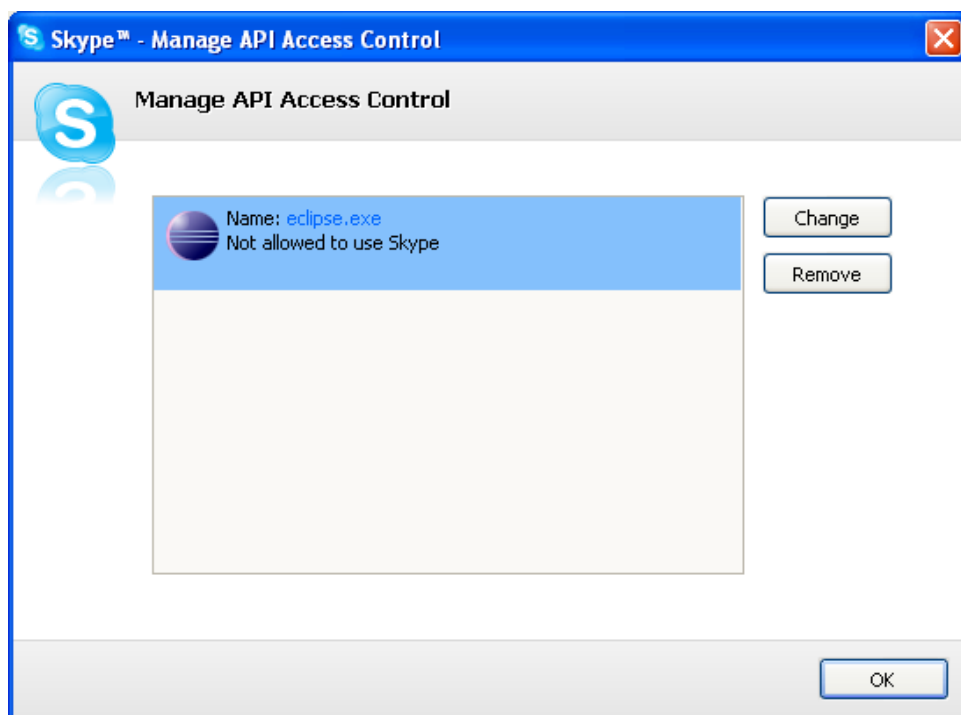 Skype™ - Manage API Access Control
Manage API Access Control
Name: eclipse.exe
Not allowed to use Skype
Change
Remove
OK